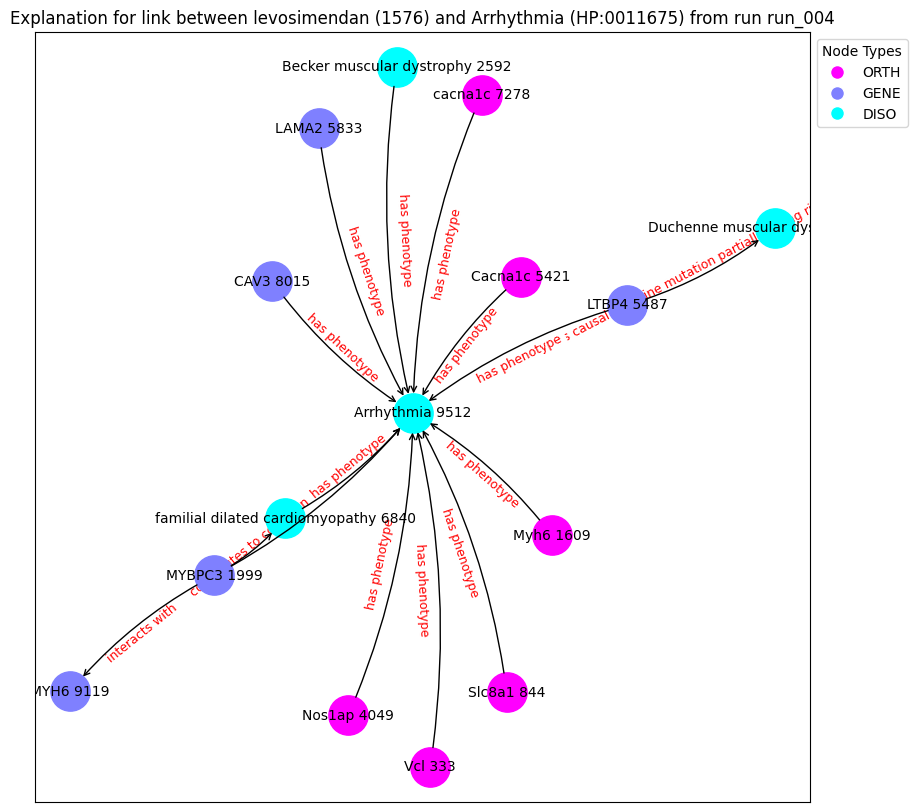 Explanation for link between levosimendan (1576) and Arrhythmia (HP:0011675) from run run_004
Node Types
ORTH
GENE
DISO
Becker muscular dystrophy 2592
cacna1c 7278
LAMA2 5833
has phenotype
has phenotype
has phenotype
Duchenne muscular dys
CAV3 8015
Cacna1c 5421
LTBP4 5487
has phenotype
has phenotype
has phenotype
causal
mutation partial
Arrhythmia 9512
has phenotype
has phenotype
familial dilated cardiomyopathy 6840
has phenotype
has phenotype
has phenotype
Myh6 1609
MYBPC3 1999
interacts with
MYH6 9119
Nos1ap 4049
Slc8a1 844
Vcl 333